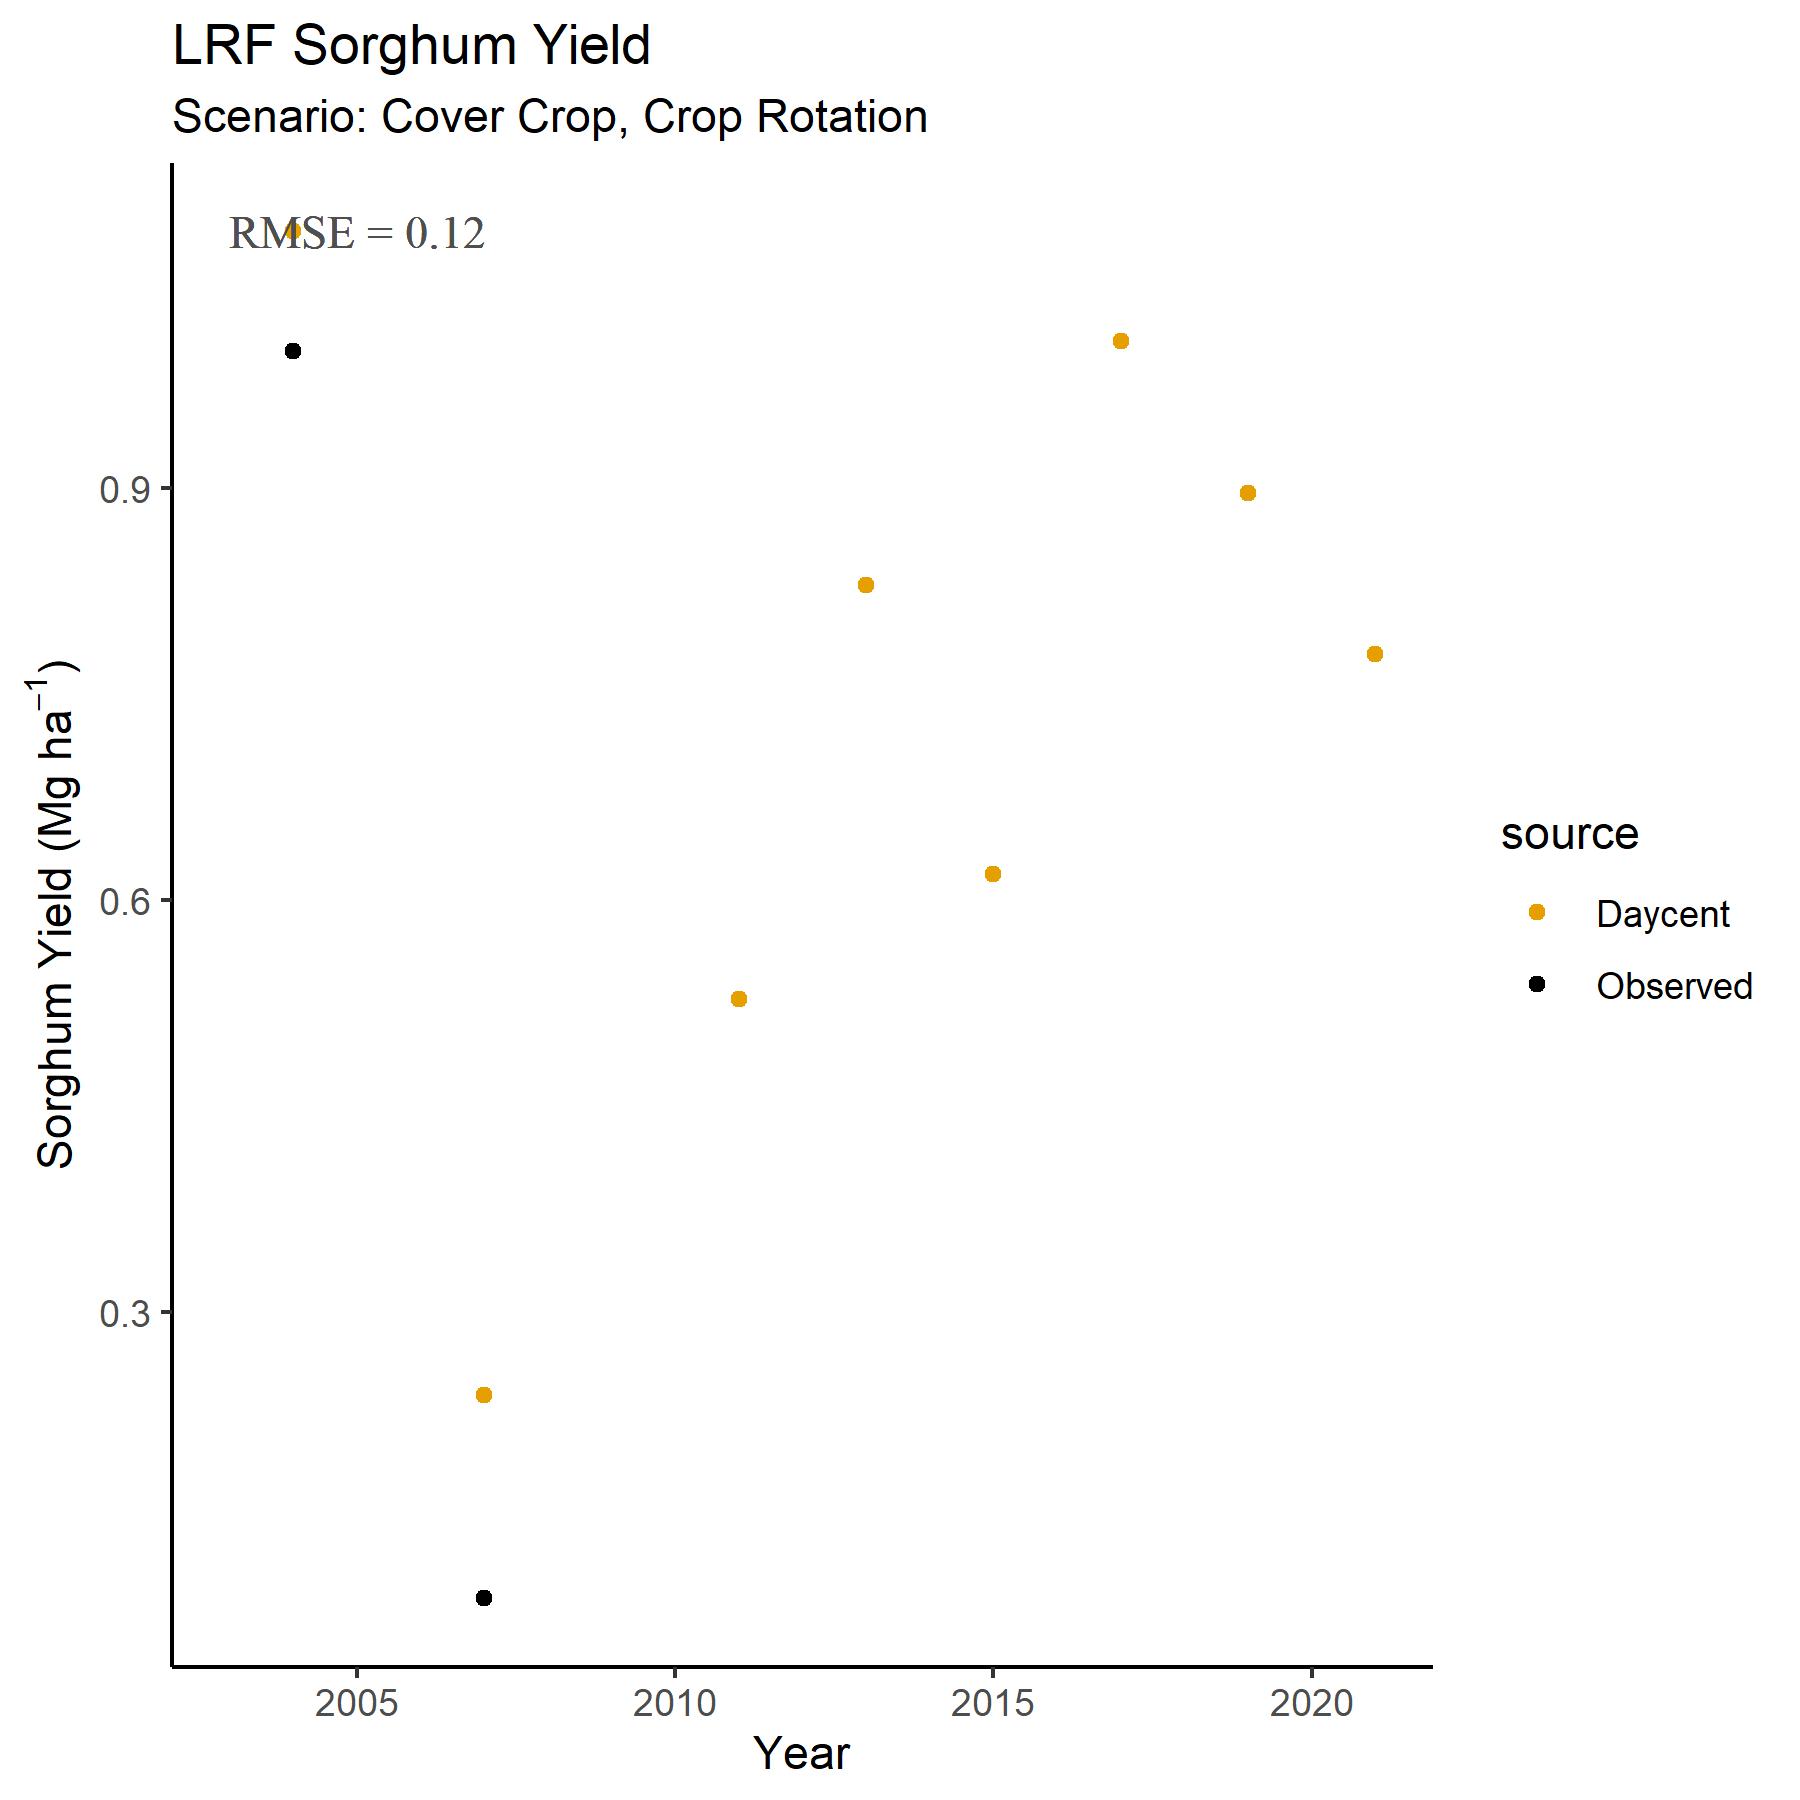 LRF Sorghum Yield
Scenario: Cover Crop, Crop Rotation
RMSE = 0.12
0.9
0.6
0.3
Sorghum Yield (Mg ha⁻¹)
2005 2010 2015 2020
Year
source
Daycent
Observed